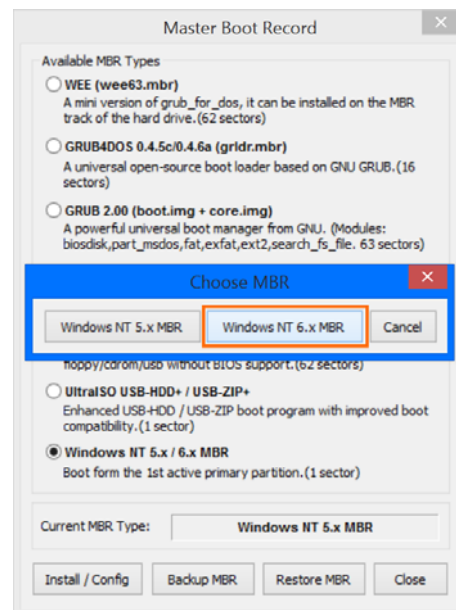 Master Boot Record
Available MBR Types
WEE (wee63.mbr)
A mini version of grub_for_dos, it can be installed on the MBR
track of the hard drive.(62 sectors)
GRUB4DOS 0.4.5c/0.4.6a (grldr.mbr)
A universal open-source boot loader based on GNU GRUB.(16
sectors)
GRUB 2.00 (boot.img + core.img)
A powerful universal boot manager from GNU. (Modules:
biosdisk,part_msdos,fat,exfat,ext2,search_fs_file. 63 sectors)
Choose MBR
Windows NT 5.x MBR Windows NT 6.x MBR Cancel
floppy/cdrom/usb without BIOS support.(62 sectors)
UltraISO USB-HDD+ / USB-ZIP+
Enhanced USB-HDD / USB-ZIP boot program with improved boot
compatibility.(1 sector)
Windows NT 5.x / 6.x MBR
Boot form the 1st active primary partition.(1 sector)
Current MBR Type: Windows NT 5.x MBR
Install / Config Backup MBR Restore MBR Close